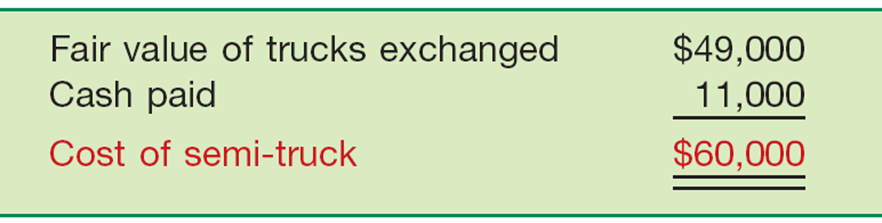 Fair value of trucks exchanged $49,000
Cash paid 11,000
Cost of semi-truck $60,000